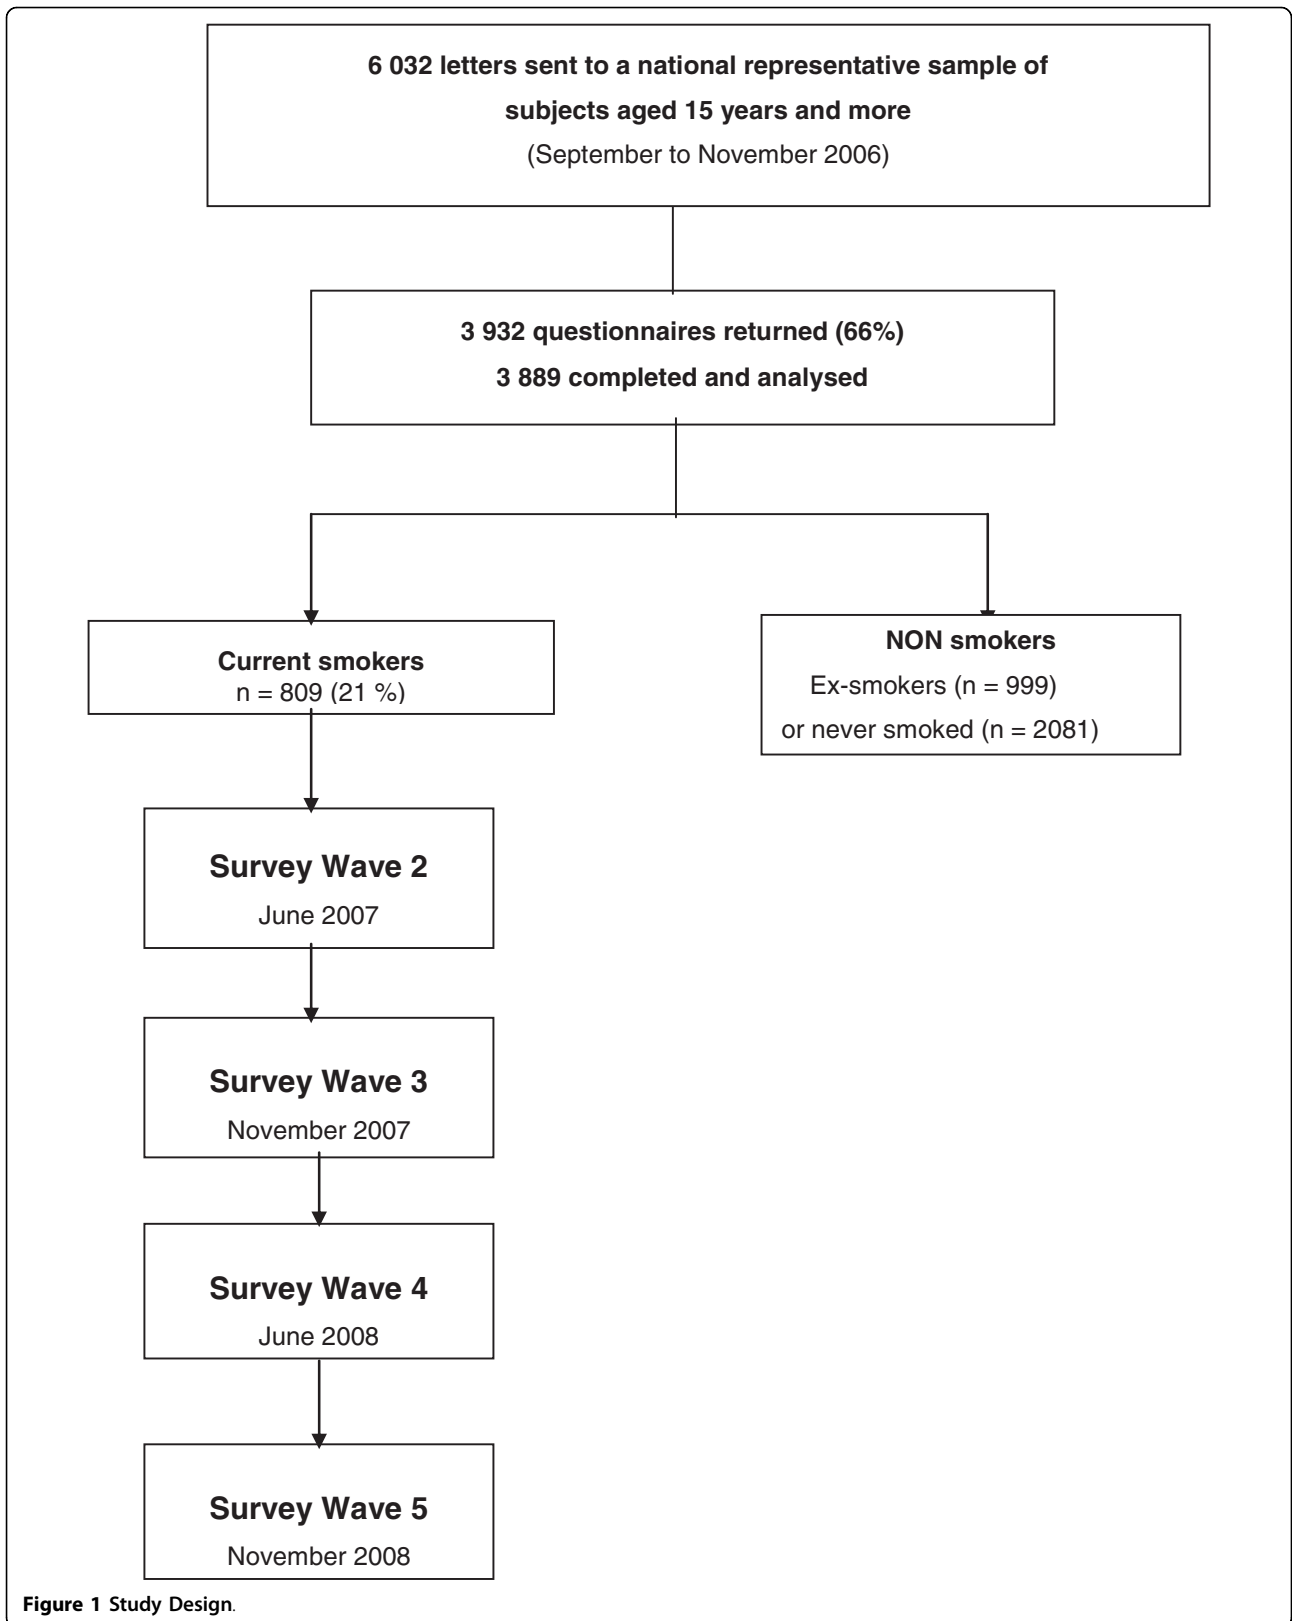 6 032 letters sent to a national representative sample of
subjects aged 15 years and more
(September to November 2006)
3 932 questionnaires returned (66%)
3 889 completed and analysed
Current smokers
n = 809 (21 %)
NON smokers
Ex-smokers (n = 999)
or never smoked (n = 2081)
Survey Wave 2
June 2007
Survey Wave 3
November 2007
Survey Wave 4
June 2008
Survey Wave 5
November 2008
Figure 1 Study Design.